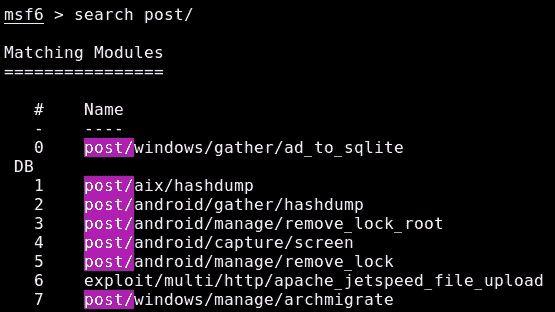 msf6 > search post/
Matching Modules
================
# Name
- ----
0 post/windows/gather/ad_to_sqlite
DB
1 post/aix/hashdump
2 post/android/gather/hashdump
3 post/android/manage/remove_lock_root
4 post/android/capture/screen
5 post/android/manage/remove_lock
6 exploit/multi/http/apache_jetspeed_file_upload
7 post/windows/manage/archmigrate